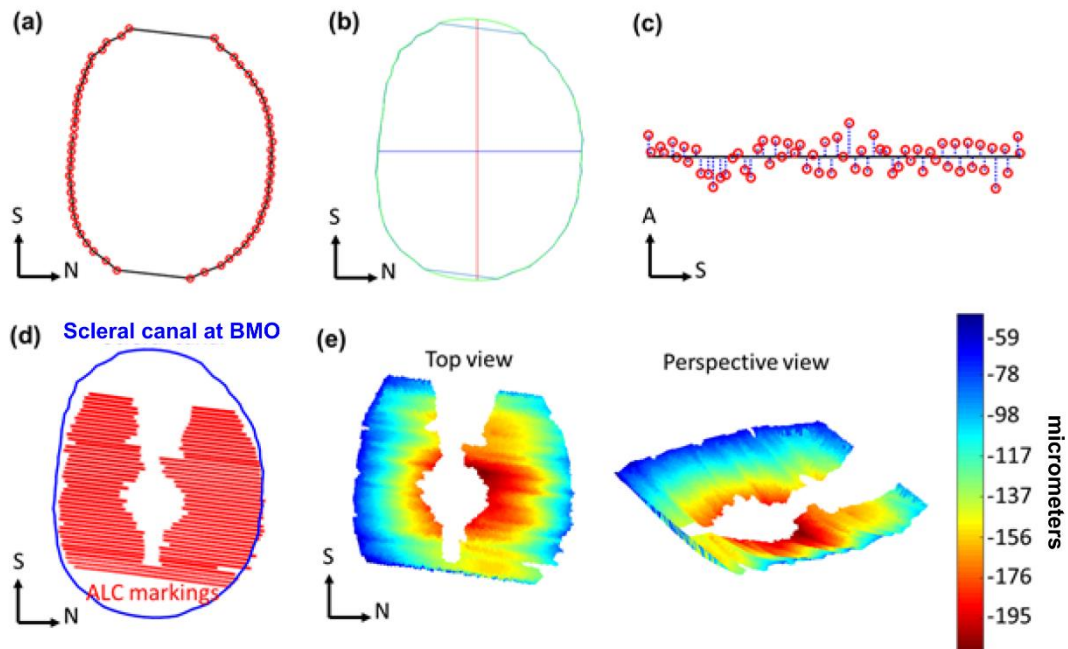 (a)
(b)
(c)
S
N
S
N
A
S
(d)
Scleral canal at BMO
(e)
Top view
Perspective view
ALC markings
S
N
S
N
-59
-78
-98
-117
-137
-156
-176
-195
micrometers